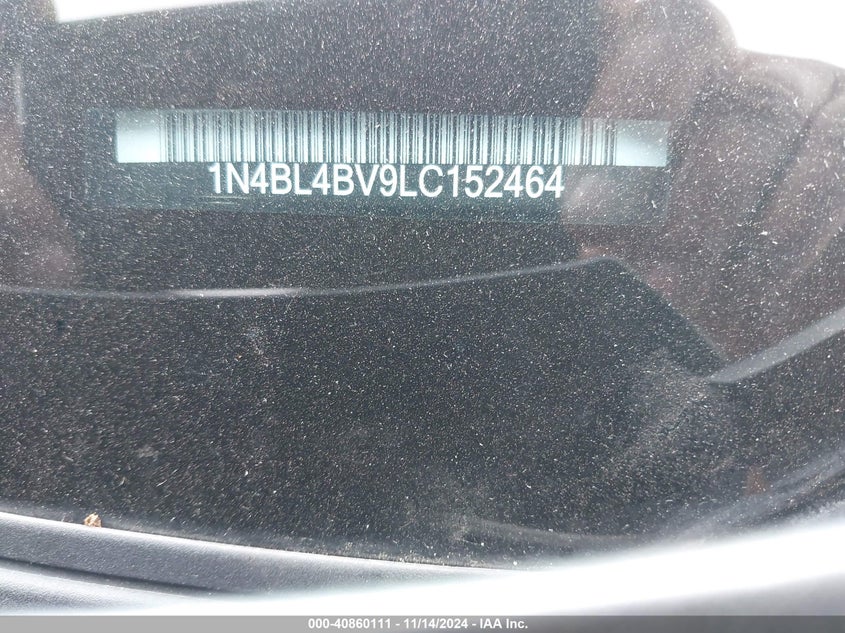 1N4BL4BV9LC152464
000-40860111 - 11/14/2024 - IAA Inc.